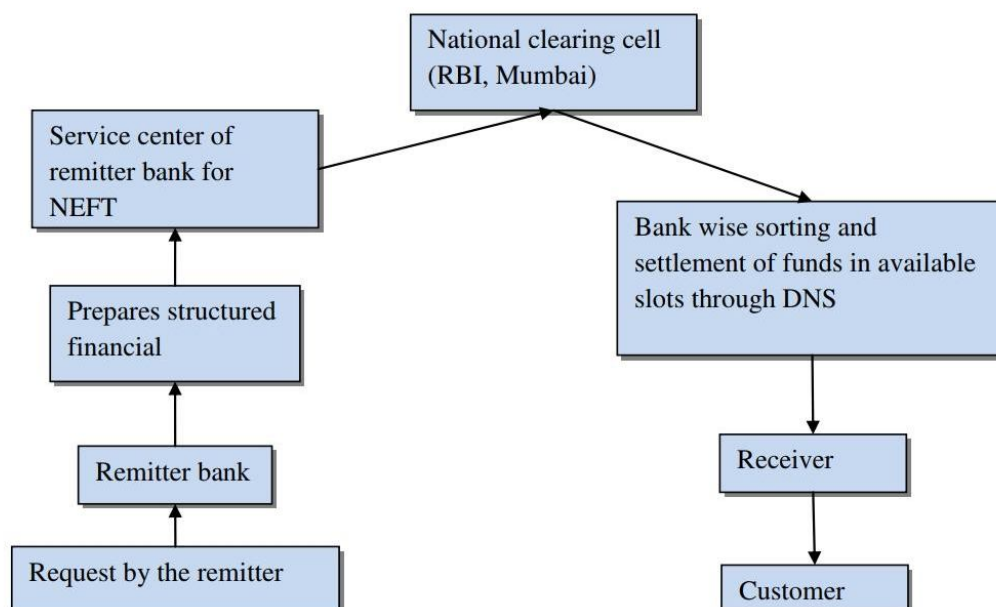 National clearing cell
(RBI, Mumbai)
Service center of
remitter bank for
NEFT
Bank wise sorting and
settlement of funds in available
slots through DNS
Prepares structured
financial
Remitter bank
Receiver
Request by the remitter
Customer